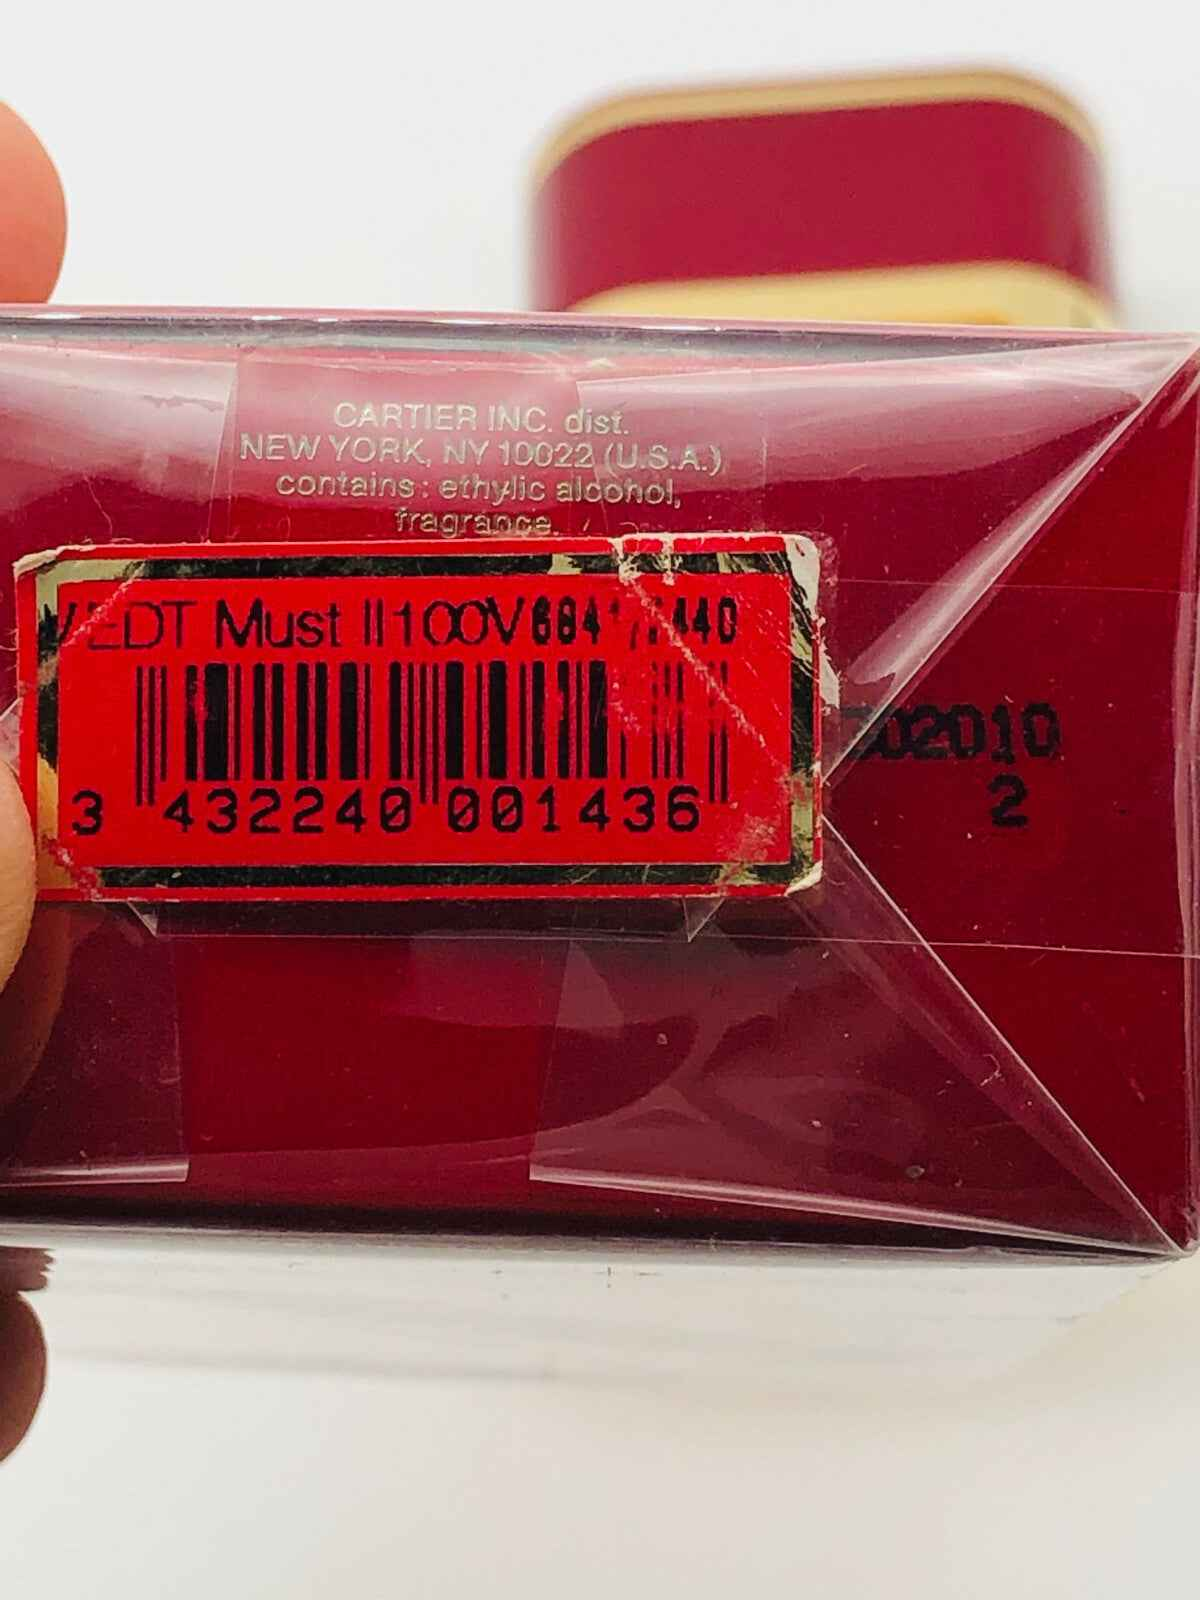 CARTIER INC. dist.
NEW YORK, NY 10022 (U.S.A.)
contains: ethylic alcohol,
fragrance.
EDT Must II 100V
3 432240 001436
2